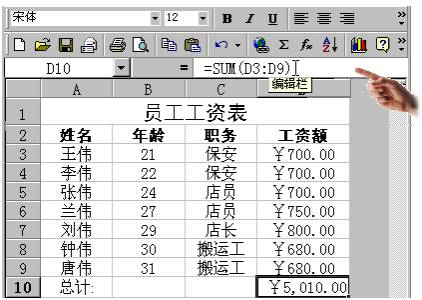 宋体 12 B I U
D10 = =SUM(D3:D9)
编辑栏
A B C
1 员工工资表
2 姓名 年龄 职务 工资额
3 王伟 21 保安 ￥700.00
4 李伟 22 保安 ￥700.00
5 张伟 24 店员 ￥700.00
6 兰伟 27 店员 ￥750.00
7 刘伟 29 店长 ￥800.00
8 钟伟 30 搬运工 ￥680.00
9 唐伟 31 搬运工 ￥680.00
10 总计: ￥5,010.00